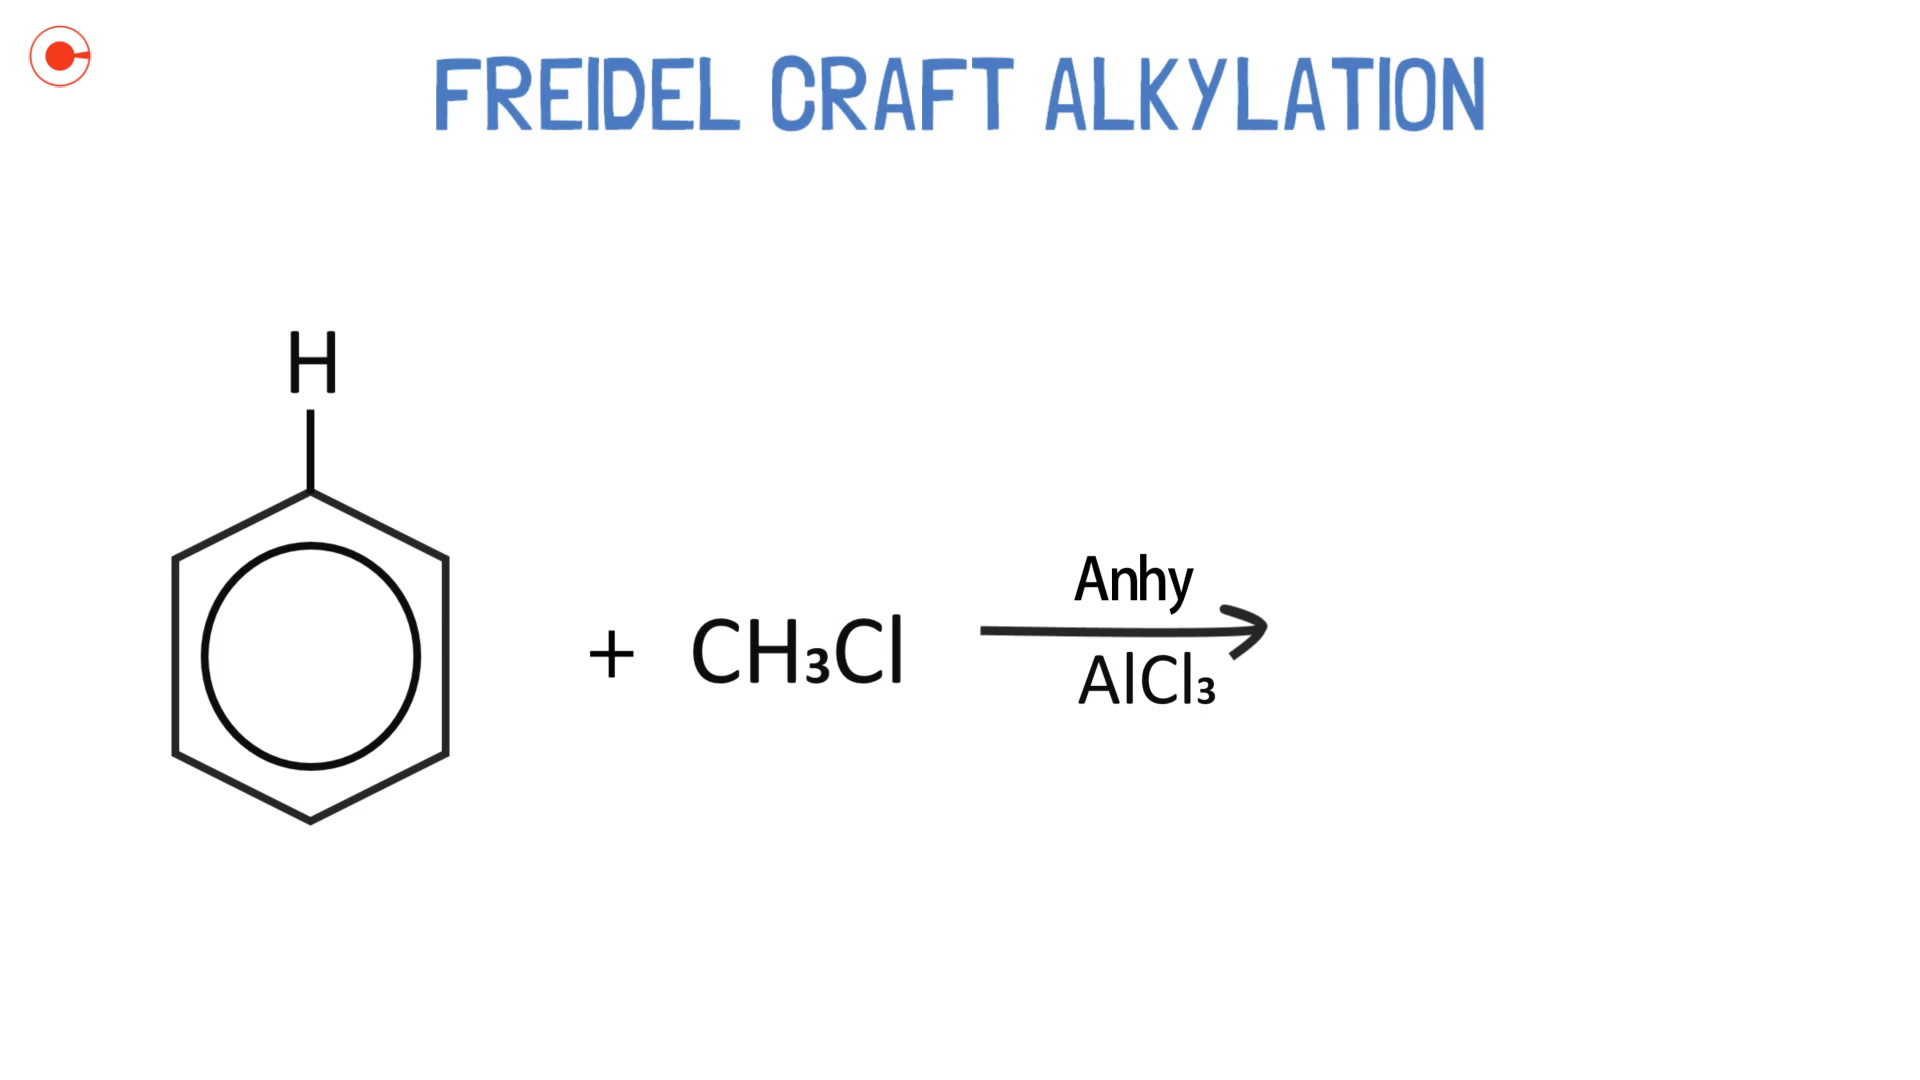 FREIDEL CRAFT ALKYLATION
H
Anhy
+ CH₃Cl
AlCl₃